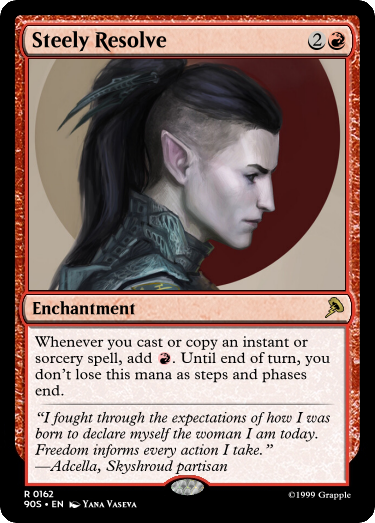 Steely Resolve 2
Enchantment
Whenever you cast or copy an instant or
sorcery spell, add . Until end of turn, you
don't lose this mana as steps and phases
end.
“I fought through the expectations of how I was
born to declare myself the woman I am today.
Freedom informs every action I take.”
—Adcella, Skyshroud partisan
R 0162
90S • EN Yana Vaseva
©1999 Grapple